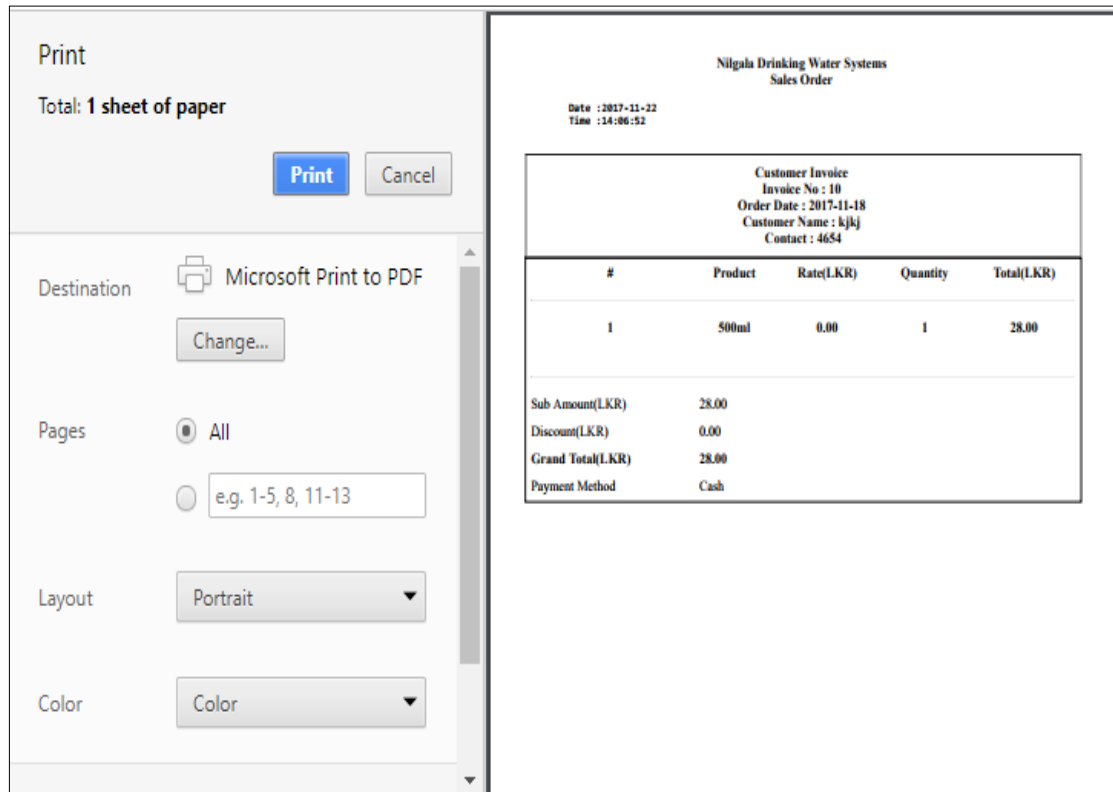 Print
Total: 1 sheet of paper
Print Cancel
Destination Microsoft Print to PDF
Change...
Pages All
e.g. 1-5, 8, 11-13
Layout Portrait
Color Color
Nilgala Drinking Water Systems
Sales Order
Date :2017-11-22
Time :14:06:52
Customer Invoice
Invoice No : 10
Order Date : 2017-11-18
Customer Name : kjkj
Contact : 4654
# Product Rate(LKR) Quantity Total(LKR)
1 500ml 0.00 1 28.00
Sub Amount(LKR) 28.00
Discount(LKR) 0.00
Grand Total(LKR) 28.00
Payment Method Cash